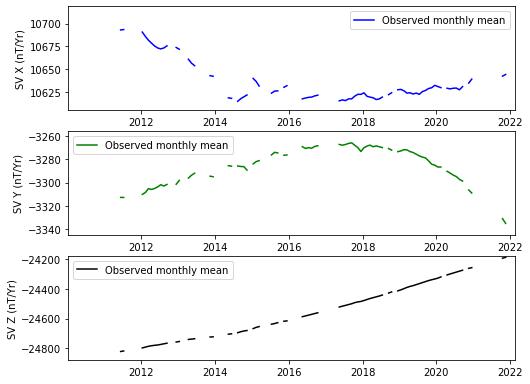 10700
10675
10650
10625
SV X (nT/Yr)
Observed monthly mean
2012 2014 2016 2018 2020 2022
−3260
−3280
−3300
−3320
−3340
SV Y (nT/Yr)
Observed monthly mean
2012 2014 2016 2018 2020 2022
−24200
−24400
−24600
−24800
SV Z (nT/Yr)
Observed monthly mean
2012 2014 2016 2018 2020 2022